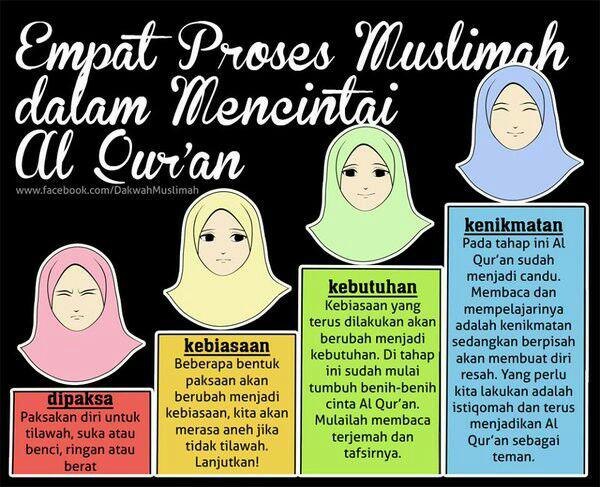 Empat Proses Muslimah
dalam Mencintai
Al Qur'an
www.facebook.com/DakwahMuslimah
dipaksa
Paksakan diri untuk
tilawah, suka atau
benci, ringan atau
berat
kebiasaan
Beberapa bentuk
paksaan akan
berubah menjadi
kebiasaan, kita akan
merasa aneh jika
tidak tilawah.
Lanjutkan!
kebutuhan
Kebiasaan yang
terus dilakukan akan
berubah menjadi
kebutuhan. Di tahap
ini sudah mulai
tumbuh benih-benih
cinta Al Qur'an.
Mulailah membaca
terjemah dan
tafsirnya.
kenikmatan
Pada tahap ini Al
Qur'an sudah
menjadi candu.
Membaca dan
mempelajarinya
adalah kenikmatan
sedangkan berpisah
akan membuat diri
resah. Yang perlu
kita lakukan adalah
istiqomah dan terus
menjadikan Al
Qur'an sebagai
teman.